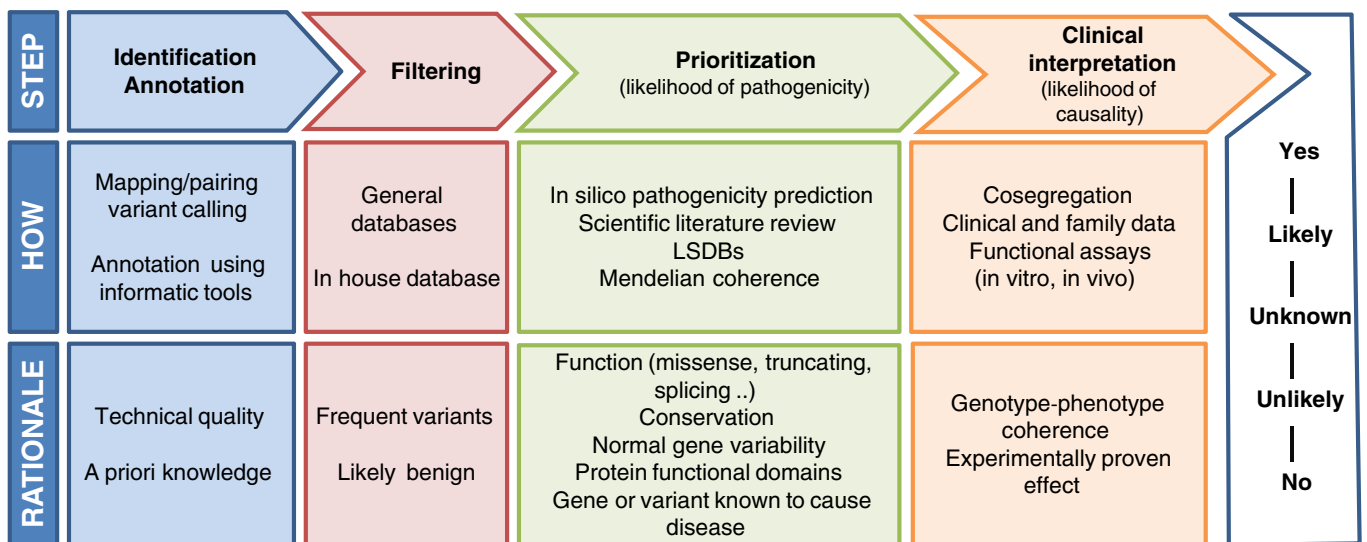 STEP
Identification
Annotation
Filtering
Prioritization
(likelihood of pathogenicity)
Clinical
interpretation
(likelihood of
causality)
HOW
Mapping/pairing
variant calling
Annotation using
informatic tools
General
databases
In house database
In silico pathogenicity prediction
Scientific literature review
LSDBs
Mendelian coherence
Cosegregation
Clinical and family data
Functional assays
(in vitro, in vivo)
RATIONALE
Technical quality
A priori knowledge
Frequent variants
Likely benign
Function (missense, truncating,
splicing ..)
Conservation
Normal gene variability
Protein functional domains
Gene or variant known to cause
disease
Genotype-phenotype
coherence
Experimentally proven
effect
Yes
Likely
Unknown
Unlikely
No